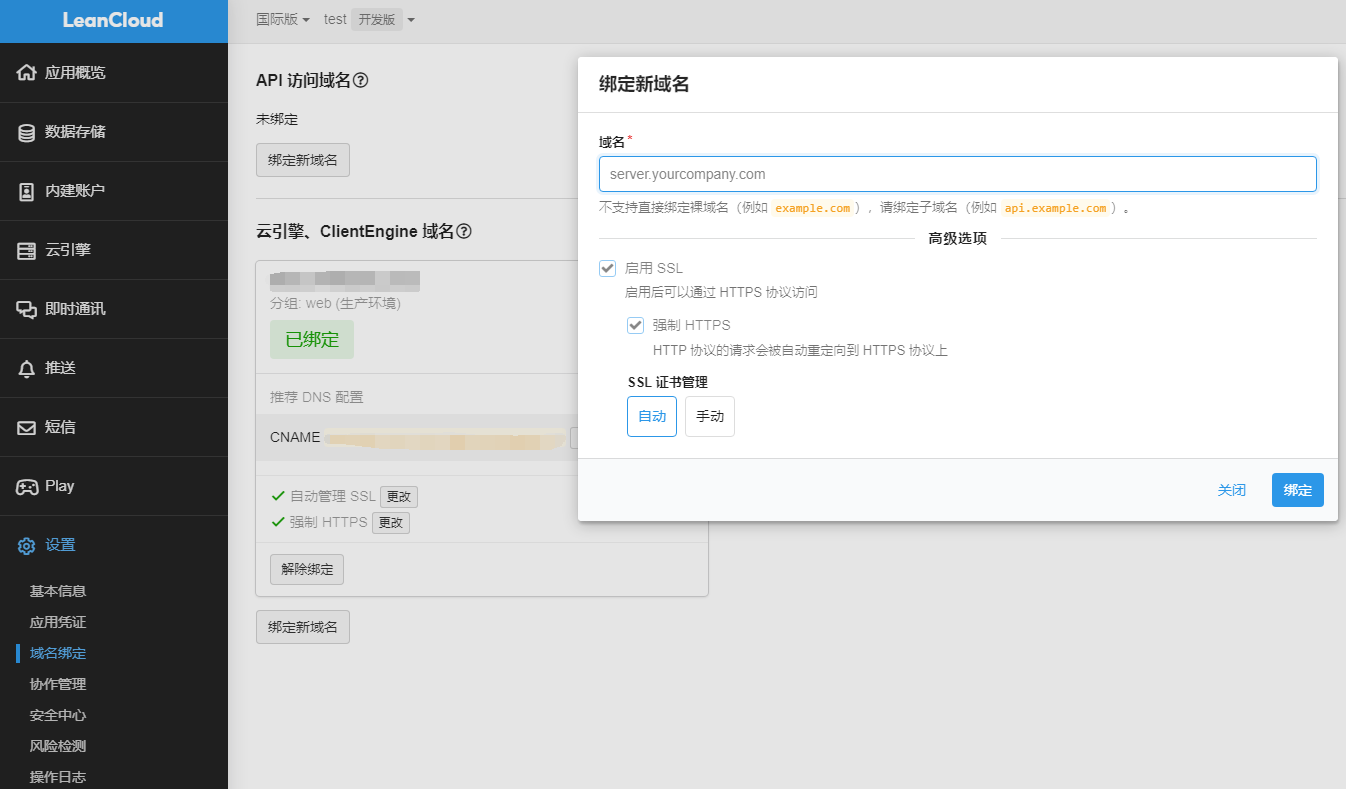 LeanCloud
国际版 test 开发版
应用概览
数据存储
内建账户
云引擎
即时通讯
推送
短信
Play
设置
基本信息
应用凭证
域名绑定
协作管理
安全中心
风险检测
操作日志
API 访问域名
未绑定
绑定新域名
云引擎、ClientEngine 域名
分组: web (生产环境)
已绑定
推荐 DNS 配置
CNAME
自动管理 SSL 更改
强制 HTTPS 更改
解除绑定
绑定新域名
绑定新域名
域名*
server.yourcompany.com
不支持直接绑定裸域名（例如 example.com ），请绑定子域名（例如 api.example.com ）。
高级选项
启用 SSL
启用后可以通过 HTTPS 协议访问
强制 HTTPS
HTTP 协议的请求会被自动重定向到 HTTPS 协议上
SSL 证书管理
自动 手动
关闭 绑定